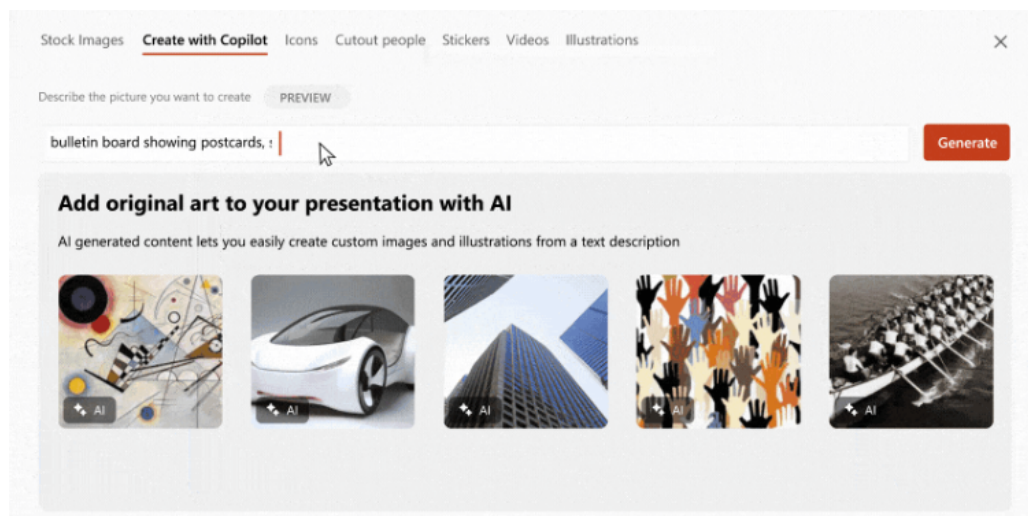 Stock Images Create with Copilot Icons Cutout people Stickers Videos Illustrations
Describe the picture you want to create PREVIEW
bulletin board showing postcards,
Generate
Add original art to your presentation with AI
AI generated content lets you easily create custom images and illustrations from a text description
AI AI AI AI AI